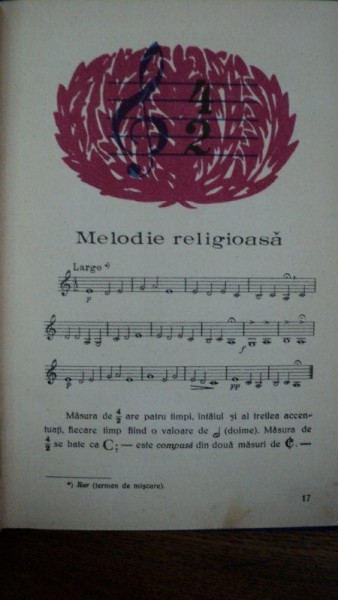 4
2
Melodie religioasă
Largo *)
p
f
p
pp
Măsura de 4/2 are patru timpi, întâiul și al treilea accen-
tuați, fiecare timp fiind o valoare de (doime). Măsura de
4/2 se bate ca C; — este compusă din două măsuri de ¢. —
*) Rar (termen de mișcare).
17